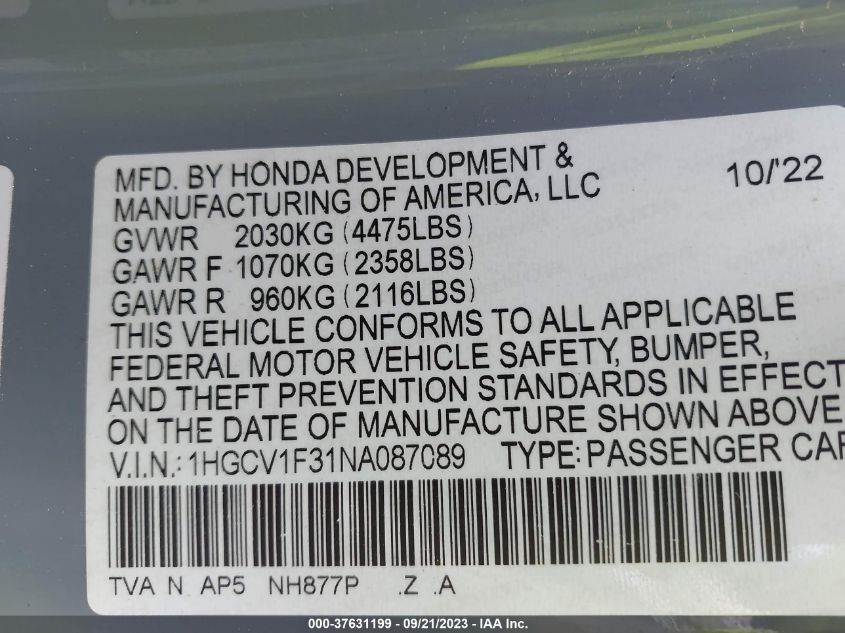 MFD. BY HONDA DEVELOPMENT &
MANUFACTURING OF AMERICA, LLC 10/'22
GVWR 2030KG (4475LBS)
GAWR F 1070KG (2358LBS)
GAWR R 960KG (2116LBS)
THIS VEHICLE CONFORMS TO ALL APPLICABLE
FEDERAL MOTOR VEHICLE SAFETY, BUMPER,
AND THEFT PREVENTION STANDARDS IN EFFECT
ON THE DATE OF MANUFACTURE SHOWN ABOVE
V.I.N.: 1HGCV1F31NA087089 TYPE: PASSENGER CAR
TVA N AP5 NH877P .Z .A
000-37631199 - 09/21/2023 - IAA Inc.